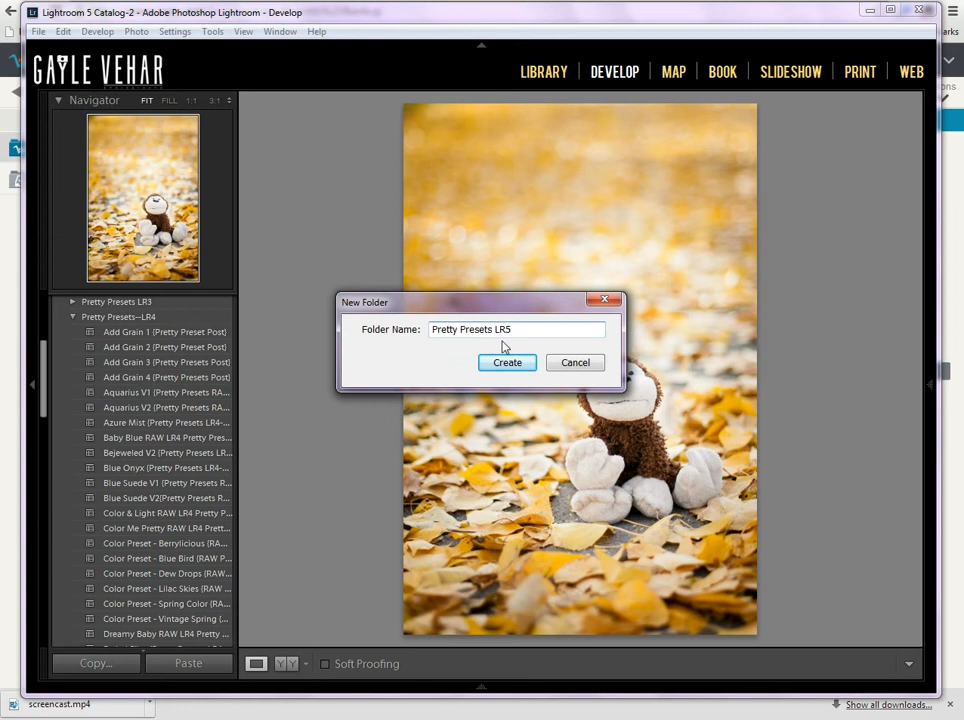 Lightroom 5 Catalog-2 - Adobe Photoshop Lightroom - Develop
File Edit Develop Photo Settings Tools View Window Help
GAYLE VEHAR
LIBRARY | DEVELOP | MAP | BOOK | SLIDESHOW | PRINT | WEB
Navigator FIT FILL 1:1 3:1
Pretty Presets LR3
Pretty Presets--LR4
Add Grain 1 {Pretty Preset Post}
Add Grain 2 {Pretty Preset Post}
Add Grain 3 {Pretty Presets Post}
Add Grain 4 {Pretty Presets Post}
Aquarius V1 {Pretty Presets RA...
Aquarius V2 {Pretty Presets RA...
Azure Mist {Pretty Presets LR4-...
Baby Blue RAW LR4 Pretty Pres...
Bejeweled V2 {Pretty Presets LR...
Blue Onyx {Pretty Presets LR4-...
Blue Suede V1 {Pretty Presets R...
Blue Suede V2{Pretty Presets R...
Color & Light RAW LR4 Pretty P...
Color Me Pretty RAW LR4 Prett...
Color Preset - Berrylicious {RA...
Color Preset - Blue Bird {RAW P...
Color Preset - Dew Drops {RAW...
Color Preset - Lilac Skies {RAW ...
Color Preset - Spring Color {RA...
Color Preset - Vintage Spring {...
Dreamy Baby RAW LR4 Pretty ...
New Folder
Folder Name: Pretty Presets LR5
Create Cancel
Copy... Paste
Y Y Soft Proofing
screencast.mp4
Show all downloads...